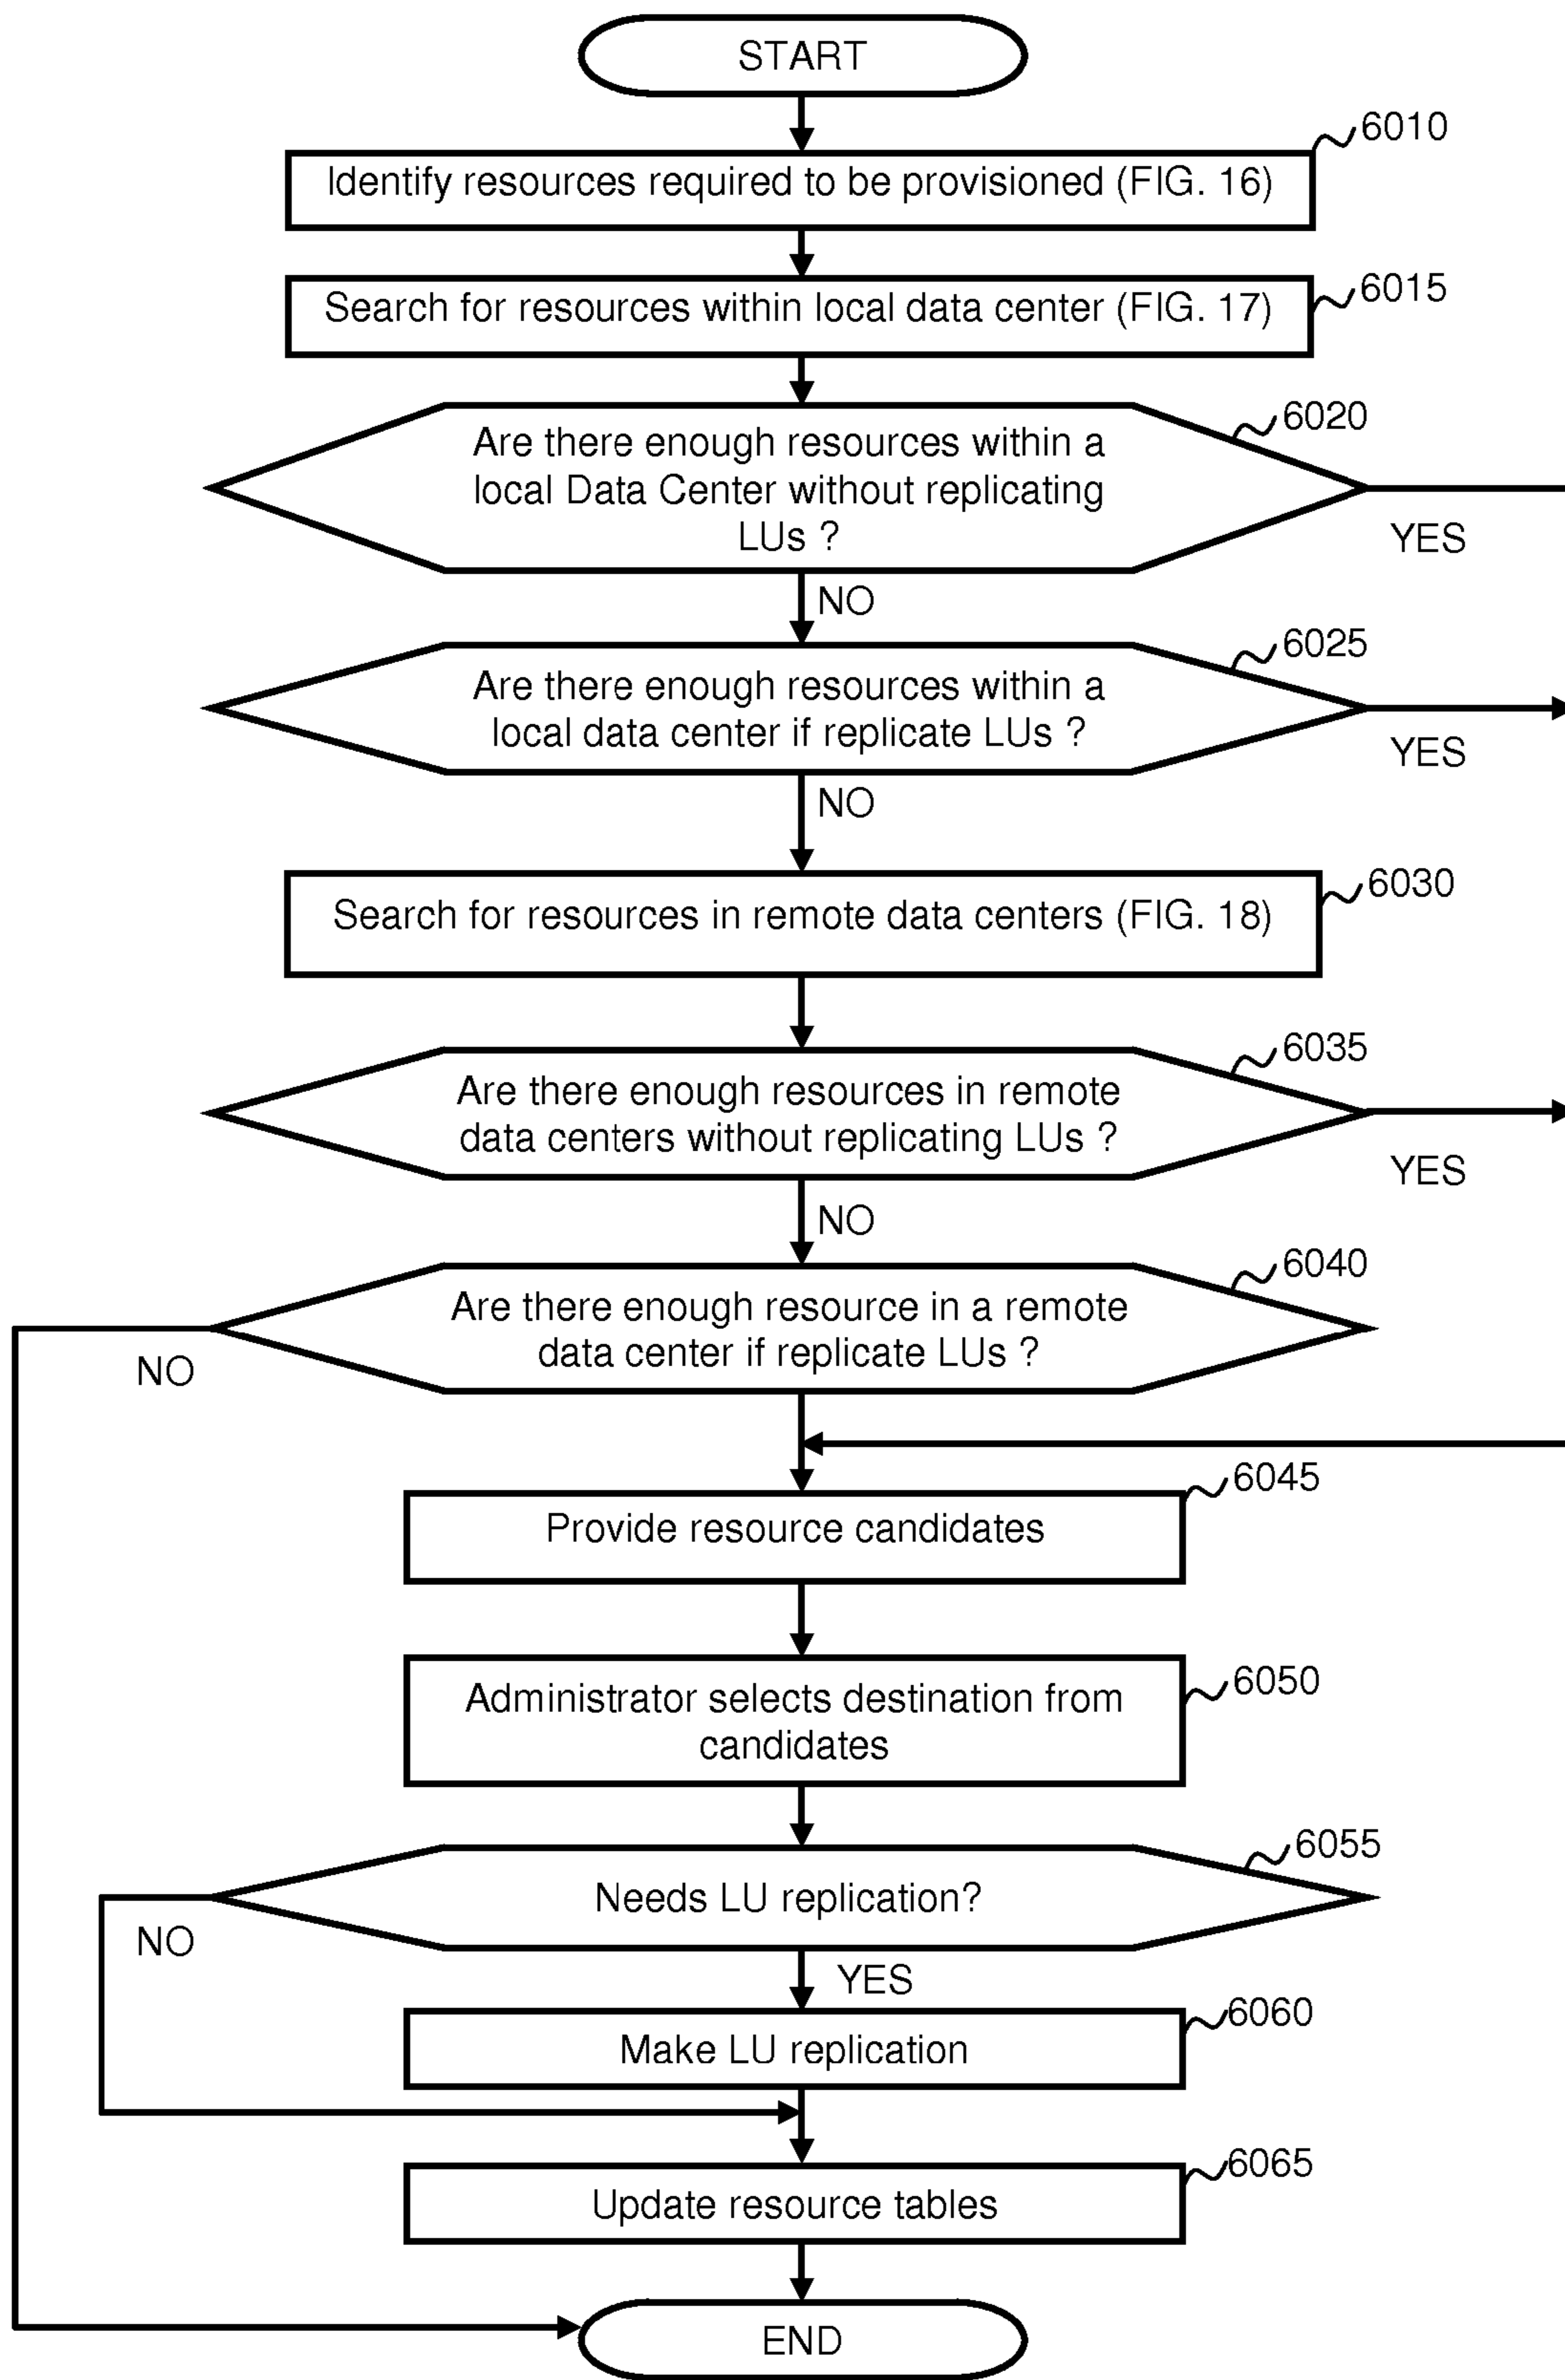 START
6010
Identify resources required to be provisioned (FIG. 16)
6015
Search for resources within local data center (FIG. 17)
6020
Are there enough resources within a
local Data Center without replicating
LUs ?
YES
NO
6025
Are there enough resources within a
local data center if replicate LUs ?
YES
NO
6030
Search for resources in remote data centers (FIG. 18)
6035
Are there enough resources in remote
data centers without replicating LUs ?
YES
NO
6040
Are there enough resource in a remote
data center if replicate LUs ?
NO
6045
Provide resource candidates
6050
Administrator selects destination from
candidates
6055
Needs LU replication?
NO
YES
6060
Make LU replication
6065
Update resource tables
END